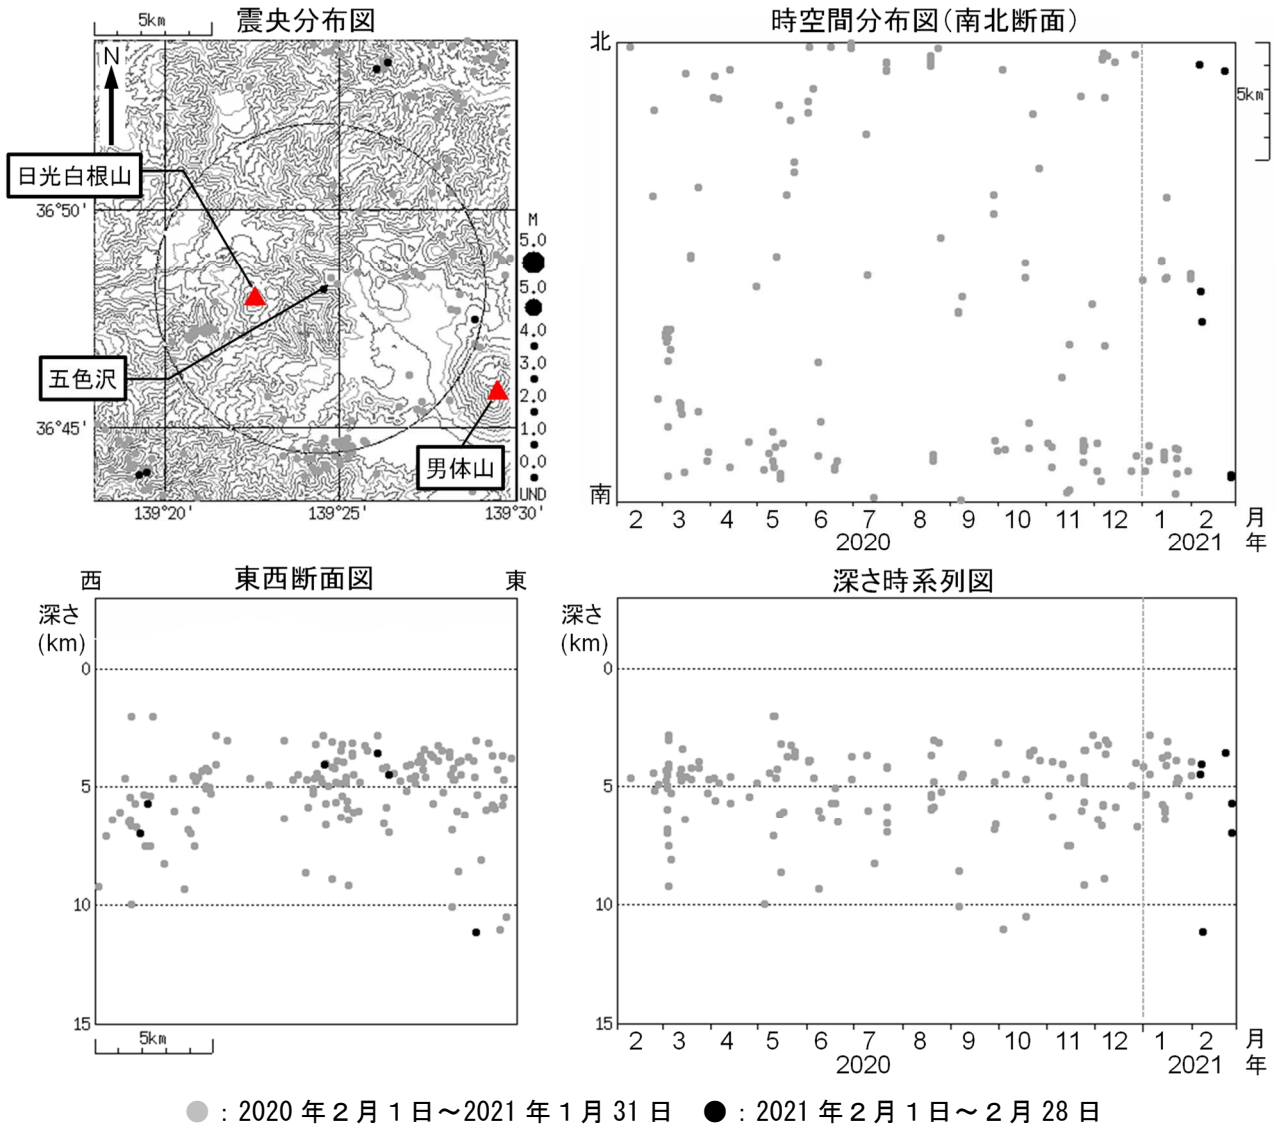 震央分布図
5km
N
日光白根山
五色沢
男体山
36°50'
36°45'
139°20'
139°25'
139°30'
M
5.0
5.0
4.0
3.0
2.0
1.0
0.0
UND
時空間分布図(南北断面)
北
南
5km
2 3 4 5 6 7 8 9 10 11 12 1 2 月
2020 2021 年
東西断面図
西 東
深さ
(km)
0
5
10
15
5km
深さ時系列図
深さ
(km)
0
5
10
15
2 3 4 5 6 7 8 9 10 11 12 1 2 月
2020 2021 年
:2020年2月1日~2021年1月31日 :2021年2月1日~2月28日